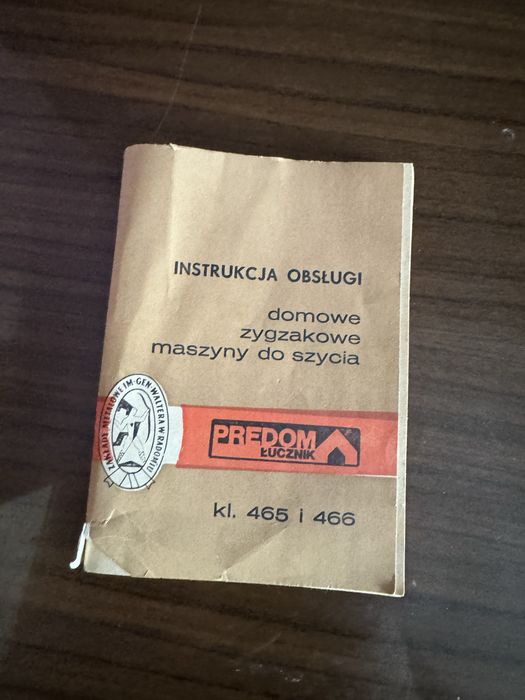 INSTRUKCJA OBSŁUGI
domowe
zygzakowe
maszyny do szycia
ZAKŁADY METALOWE IM. GEN. WALTERA W RADOMIU
PREDOM
ŁUCZNIK
kl. 465 i 466